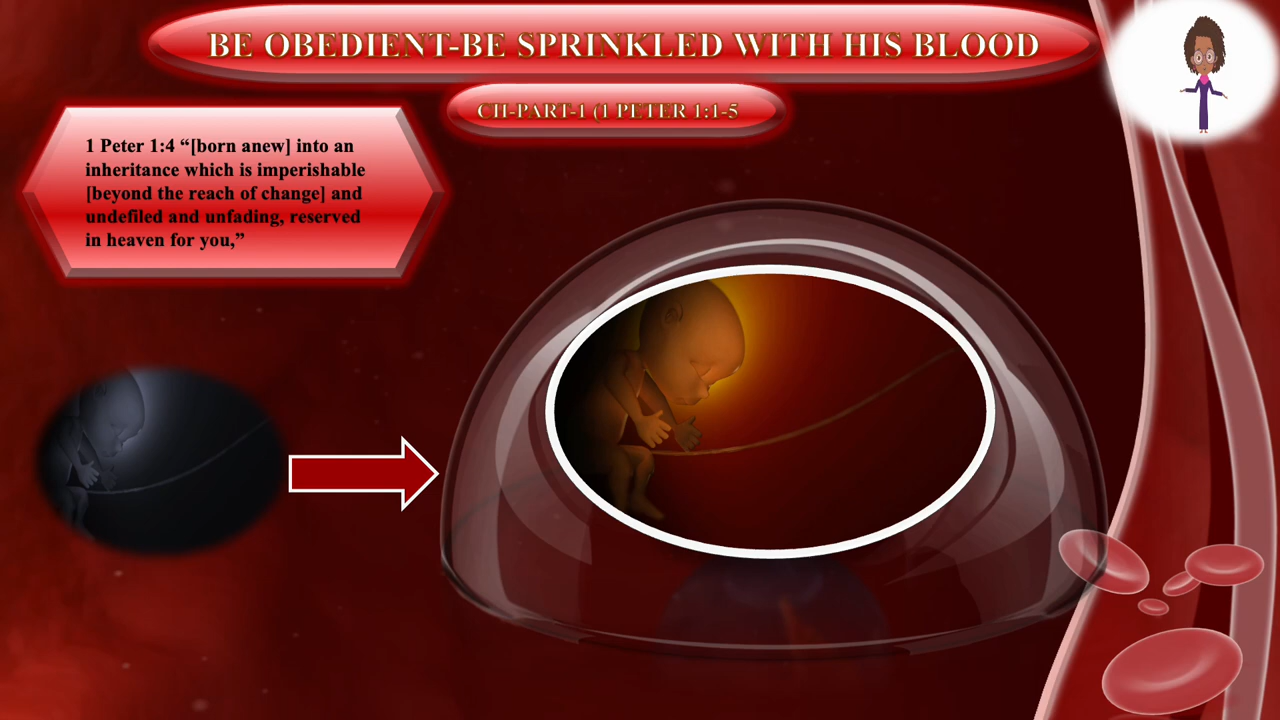 BE OBEDIENT-BE SPRINKLED WITH HIS BLOOD
CH-PART-1 (1 PETER 1:1-5
1 Peter 1:4 “[born anew] into an
inheritance which is imperishable
[beyond the reach of change] and
undefiled and unfading, reserved
in heaven for you,”